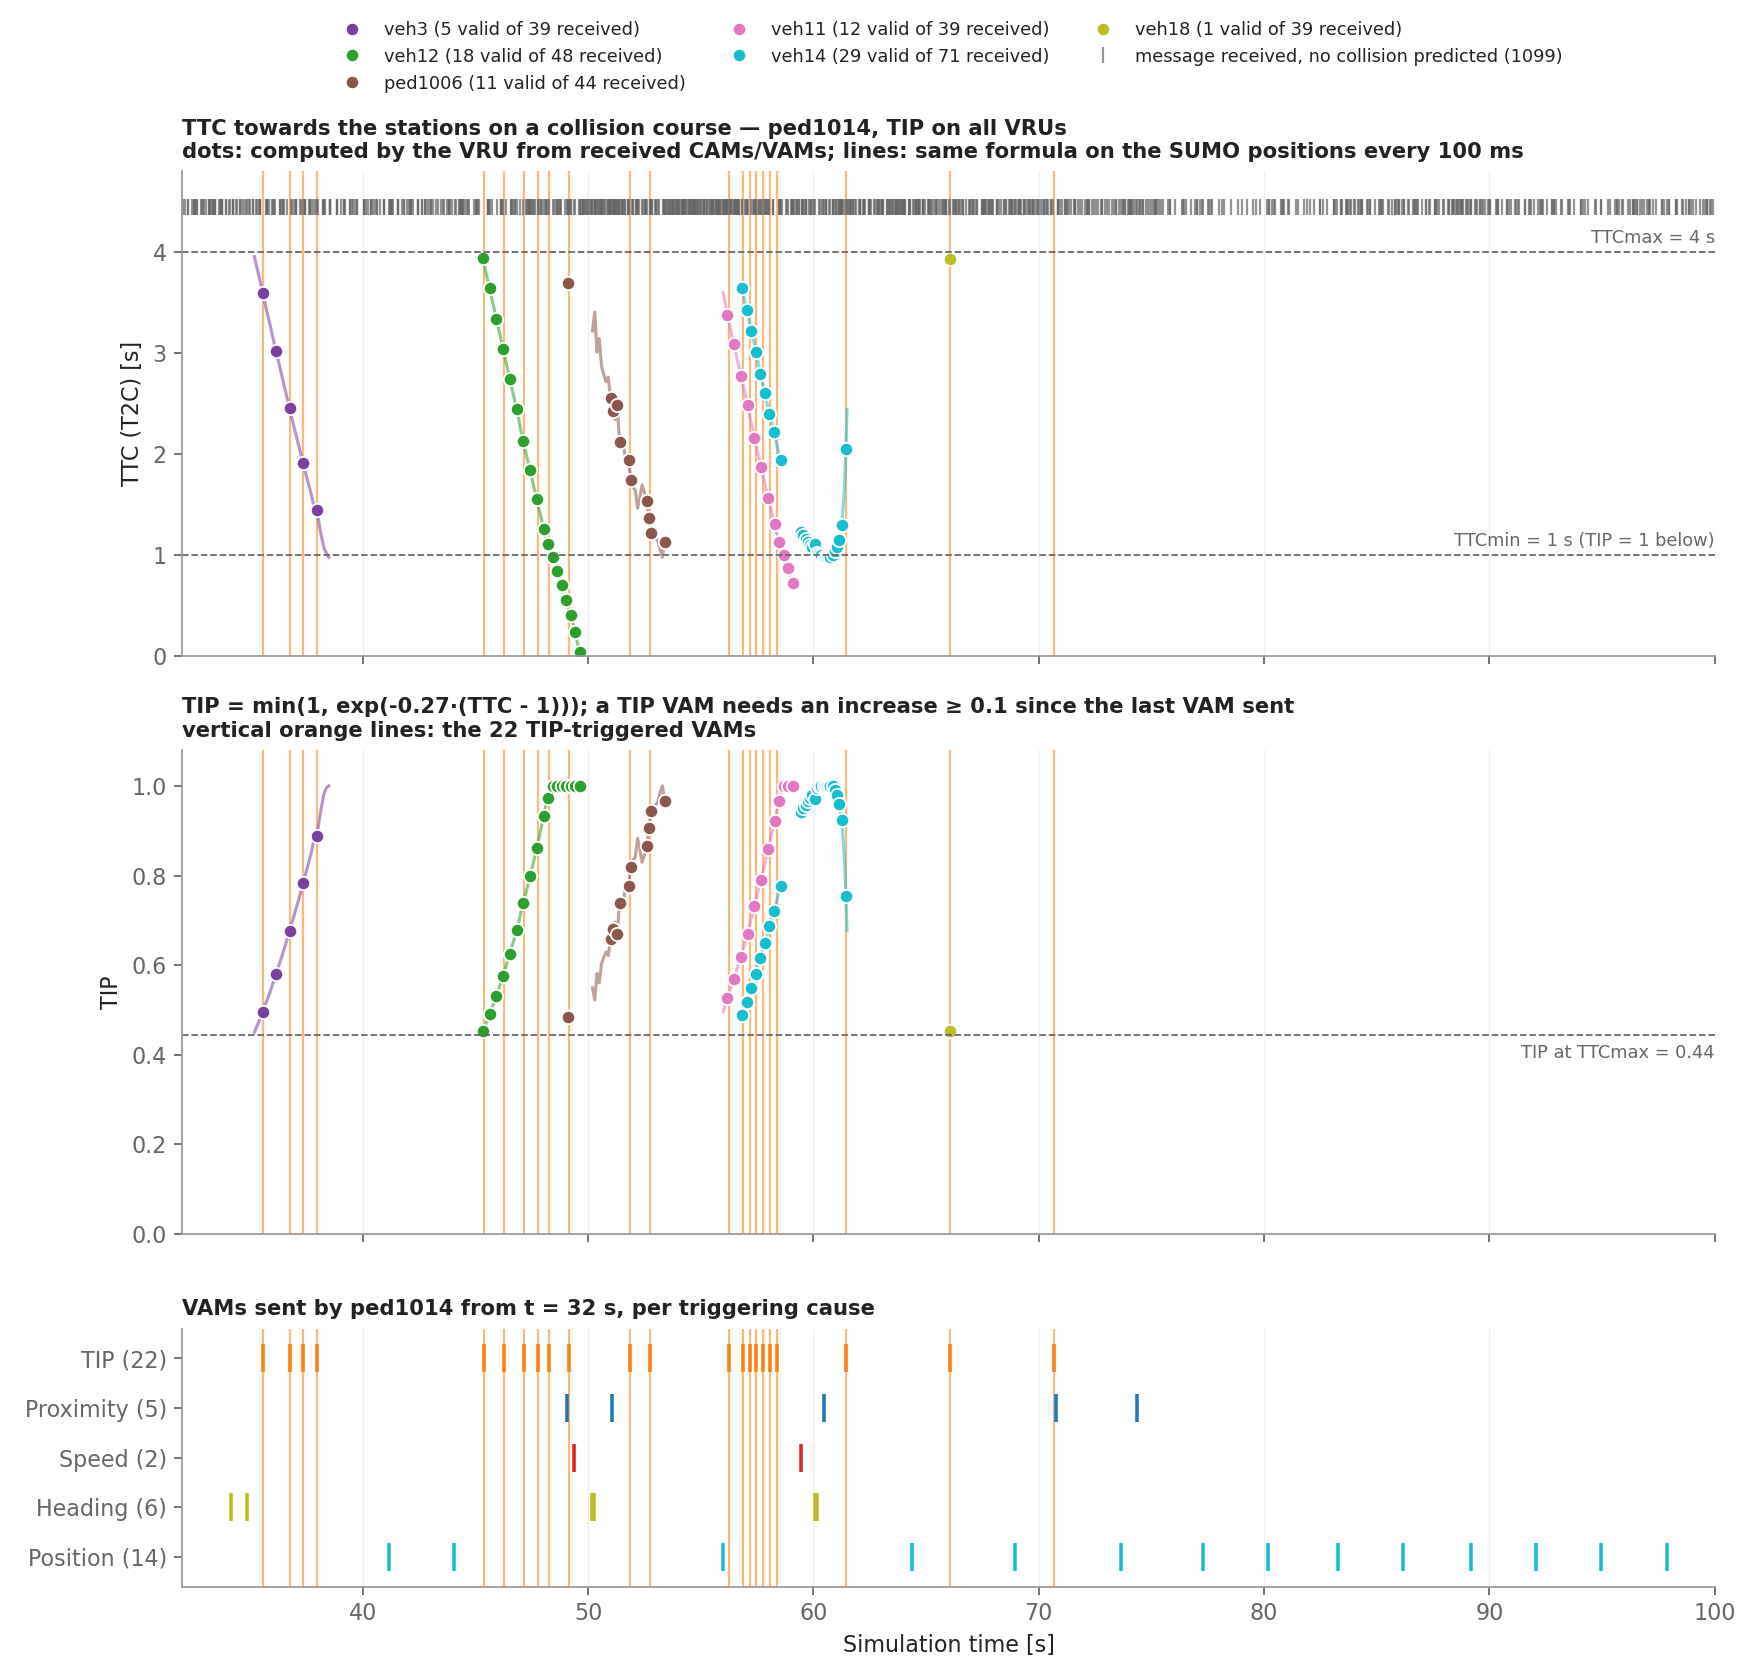 veh3 (5 valid of 39 received)
veh12 (18 valid of 48 received)
ped1006 (11 valid of 44 received)
veh11 (12 valid of 39 received)
veh14 (29 valid of 71 received)
veh18 (1 valid of 39 received)
message received, no collision predicted (1099)
TTC towards the stations on a collision course — ped1014, TIP on all VRUs
dots: computed by the VRU from received CAMs/VAMs; lines: same formula on the SUMO positions every 100 ms
TTC (T2C) [s]
4
3
2
1
0
TTCmax = 4 s
TTCmin = 1 s (TIP = 1 below)
TIP = min(1, exp(-0.27·(TTC - 1))); a TIP VAM needs an increase ≥ 0.1 since the last VAM sent
vertical orange lines: the 22 TIP-triggered VAMs
TIP
1.0
0.8
0.6
0.4
0.2
0.0
TIP at TTCmax = 0.44
VAMs sent by ped1014 from t = 32 s, per triggering cause
TIP (22)
Proximity (5)
Speed (2)
Heading (6)
Position (14)
40 50 60 70 80 90 100
Simulation time [s]